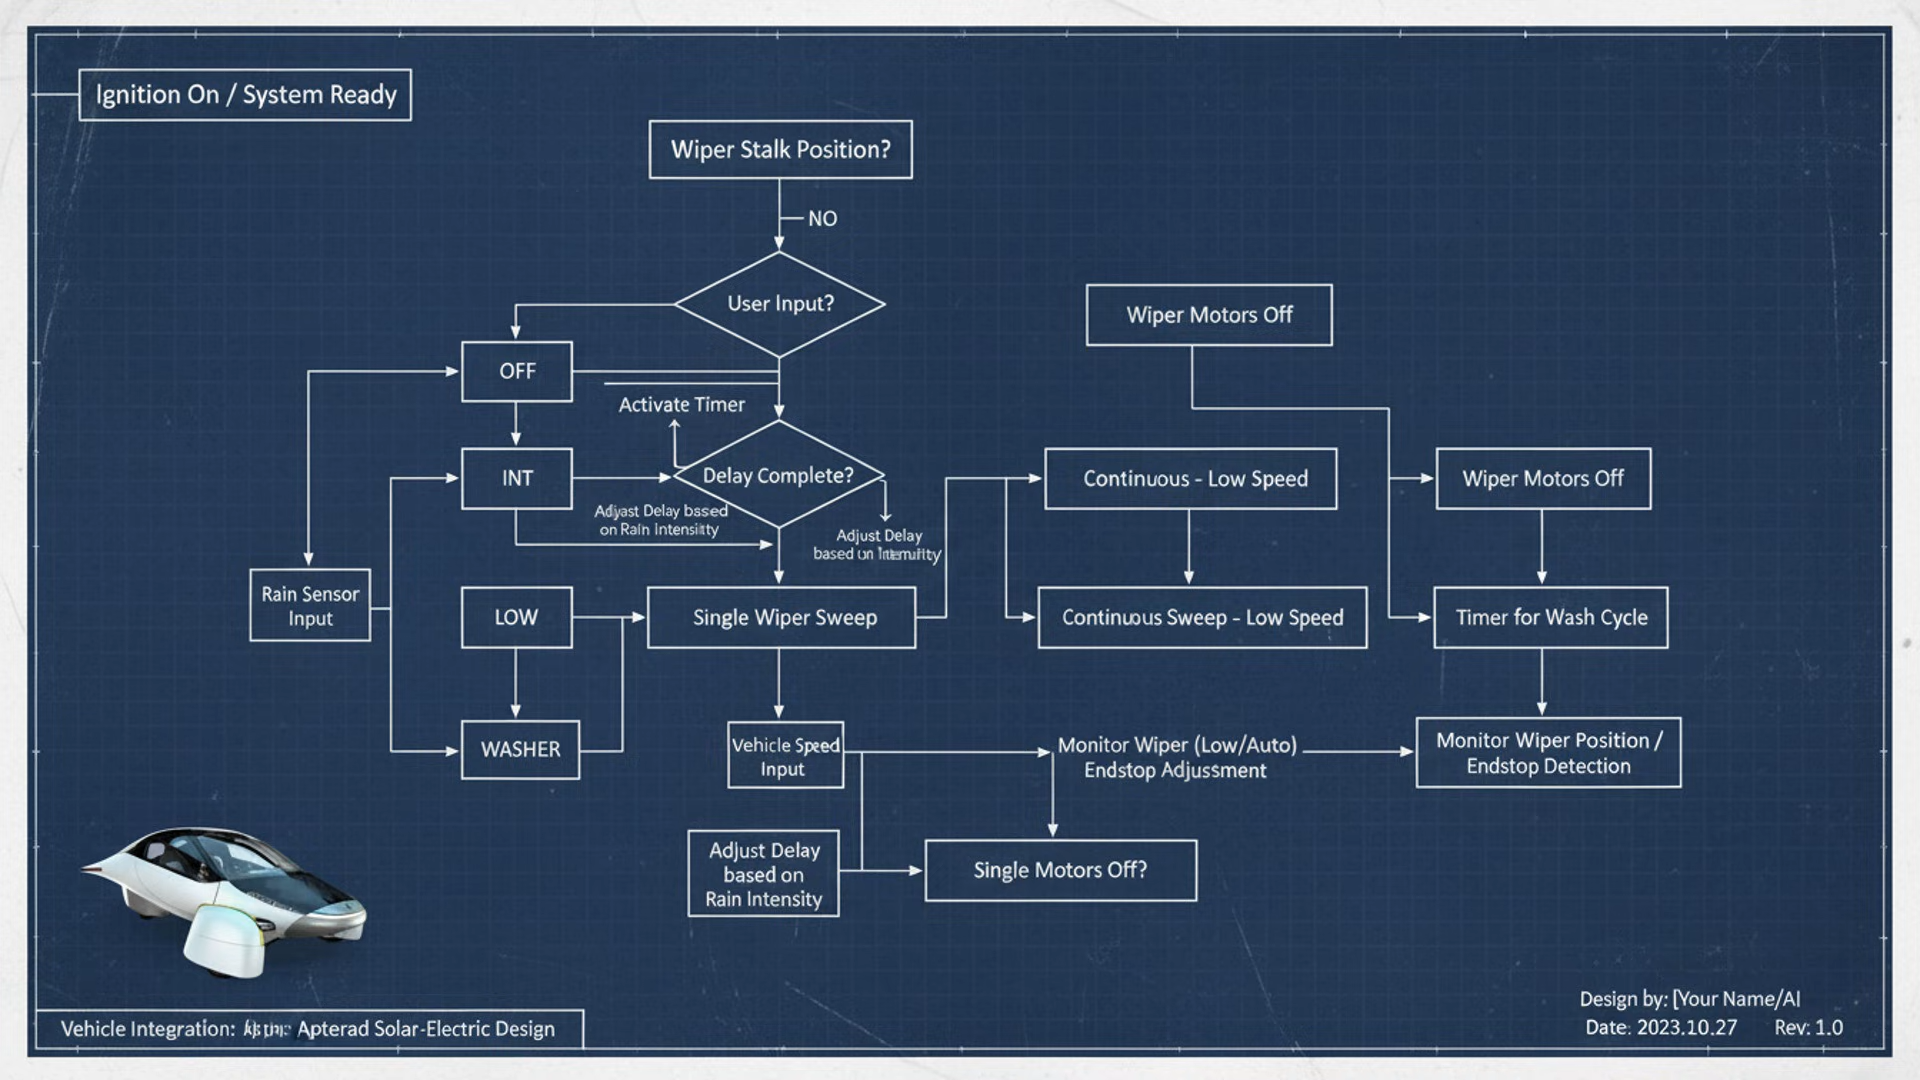 Ignition On / System Ready
Wiper Stalk Position?
NO
User Input?
Wiper Motors Off
OFF
Activate Timer
INT
Delay Complete?
Continuous - Low Speed
Wiper Motors Off
Adjyast Delay based
on Rain Intensiitty
Adjust Delay
based on
Rain Sensor
Input
LOW
Single Wiper Sweep
Continuous Sweep - Low Speed
Timer for Wash Cycle
WASHER
Vehicle Speed
Input
Monitor Wiper (Low/Auto)
Endstop Adjussment
Monitor Wiper Position /
Endstop Detection
Adjust Delay
based on
Rain Intensity
Single Motors Off?
Design by: [Your Name/AI
Vehicle Integration: Apterad Solar-Electric Design
Date: 2023.10.27 Rev: 1.0